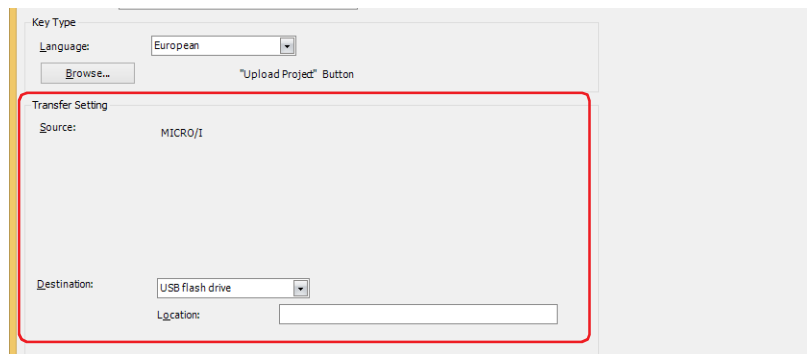 Key Type
Language: European
Browse... "Upload Project" Button
Transfer Setting
Source: MICRO/I
Destination: USB flash drive
Location: